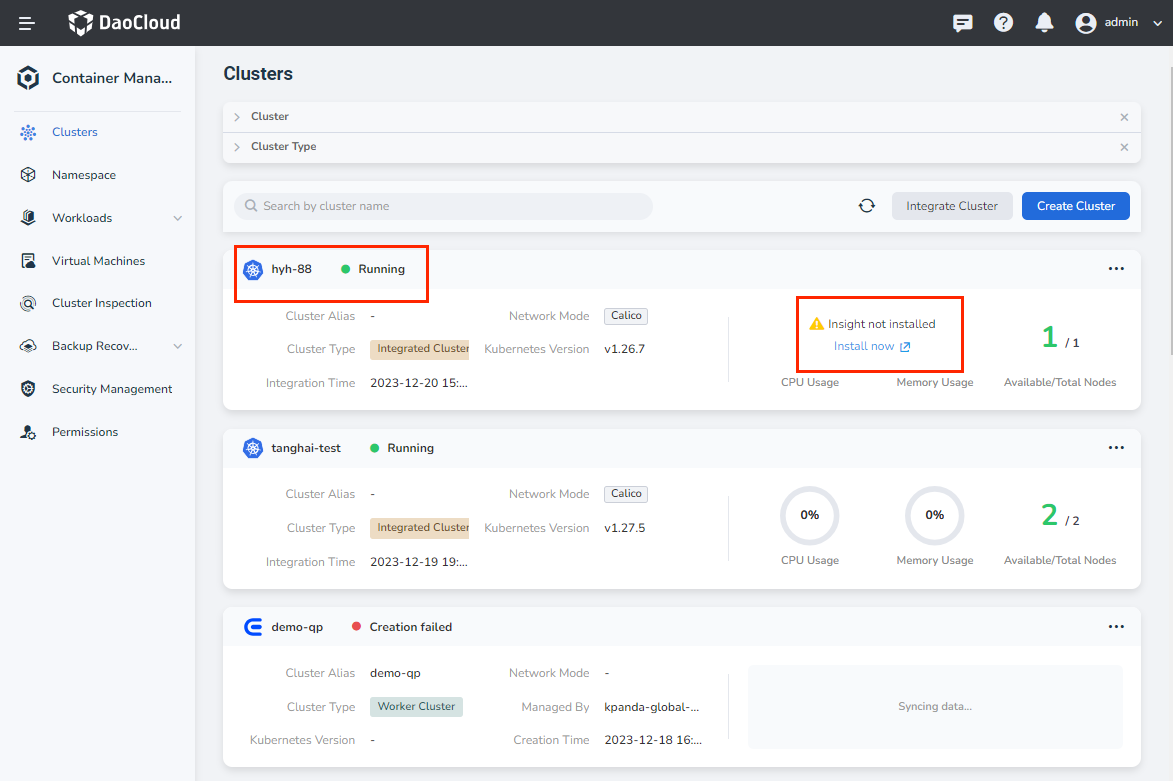 DaoCloud
admin
Container Mana...
Clusters
Namespace
Workloads
Virtual Machines
Cluster Inspection
Backup Recov...
Security Management
Permissions
Clusters
Cluster
Cluster Type
Search by cluster name
Integrate Cluster
Create Cluster
hyh-88 Running
Cluster Alias -
Network Mode Calico
Cluster Type Integrated Cluster
Kubernetes Version v1.26.7
Integration Time 2023-12-20 15:...
Insight not installed
Install now
CPU Usage
Memory Usage
1 / 1
Available/Total Nodes
tanghai-test Running
Cluster Alias -
Network Mode Calico
Cluster Type Integrated Cluster
Kubernetes Version v1.27.5
Integration Time 2023-12-19 19:...
0%
CPU Usage
0%
Memory Usage
2 / 2
Available/Total Nodes
demo-qp Creation failed
Cluster Alias demo-qp
Network Mode -
Cluster Type Worker Cluster
Managed By kpanda-global-...
Kubernetes Version -
Creation Time 2023-12-18 16:...
Syncing data...